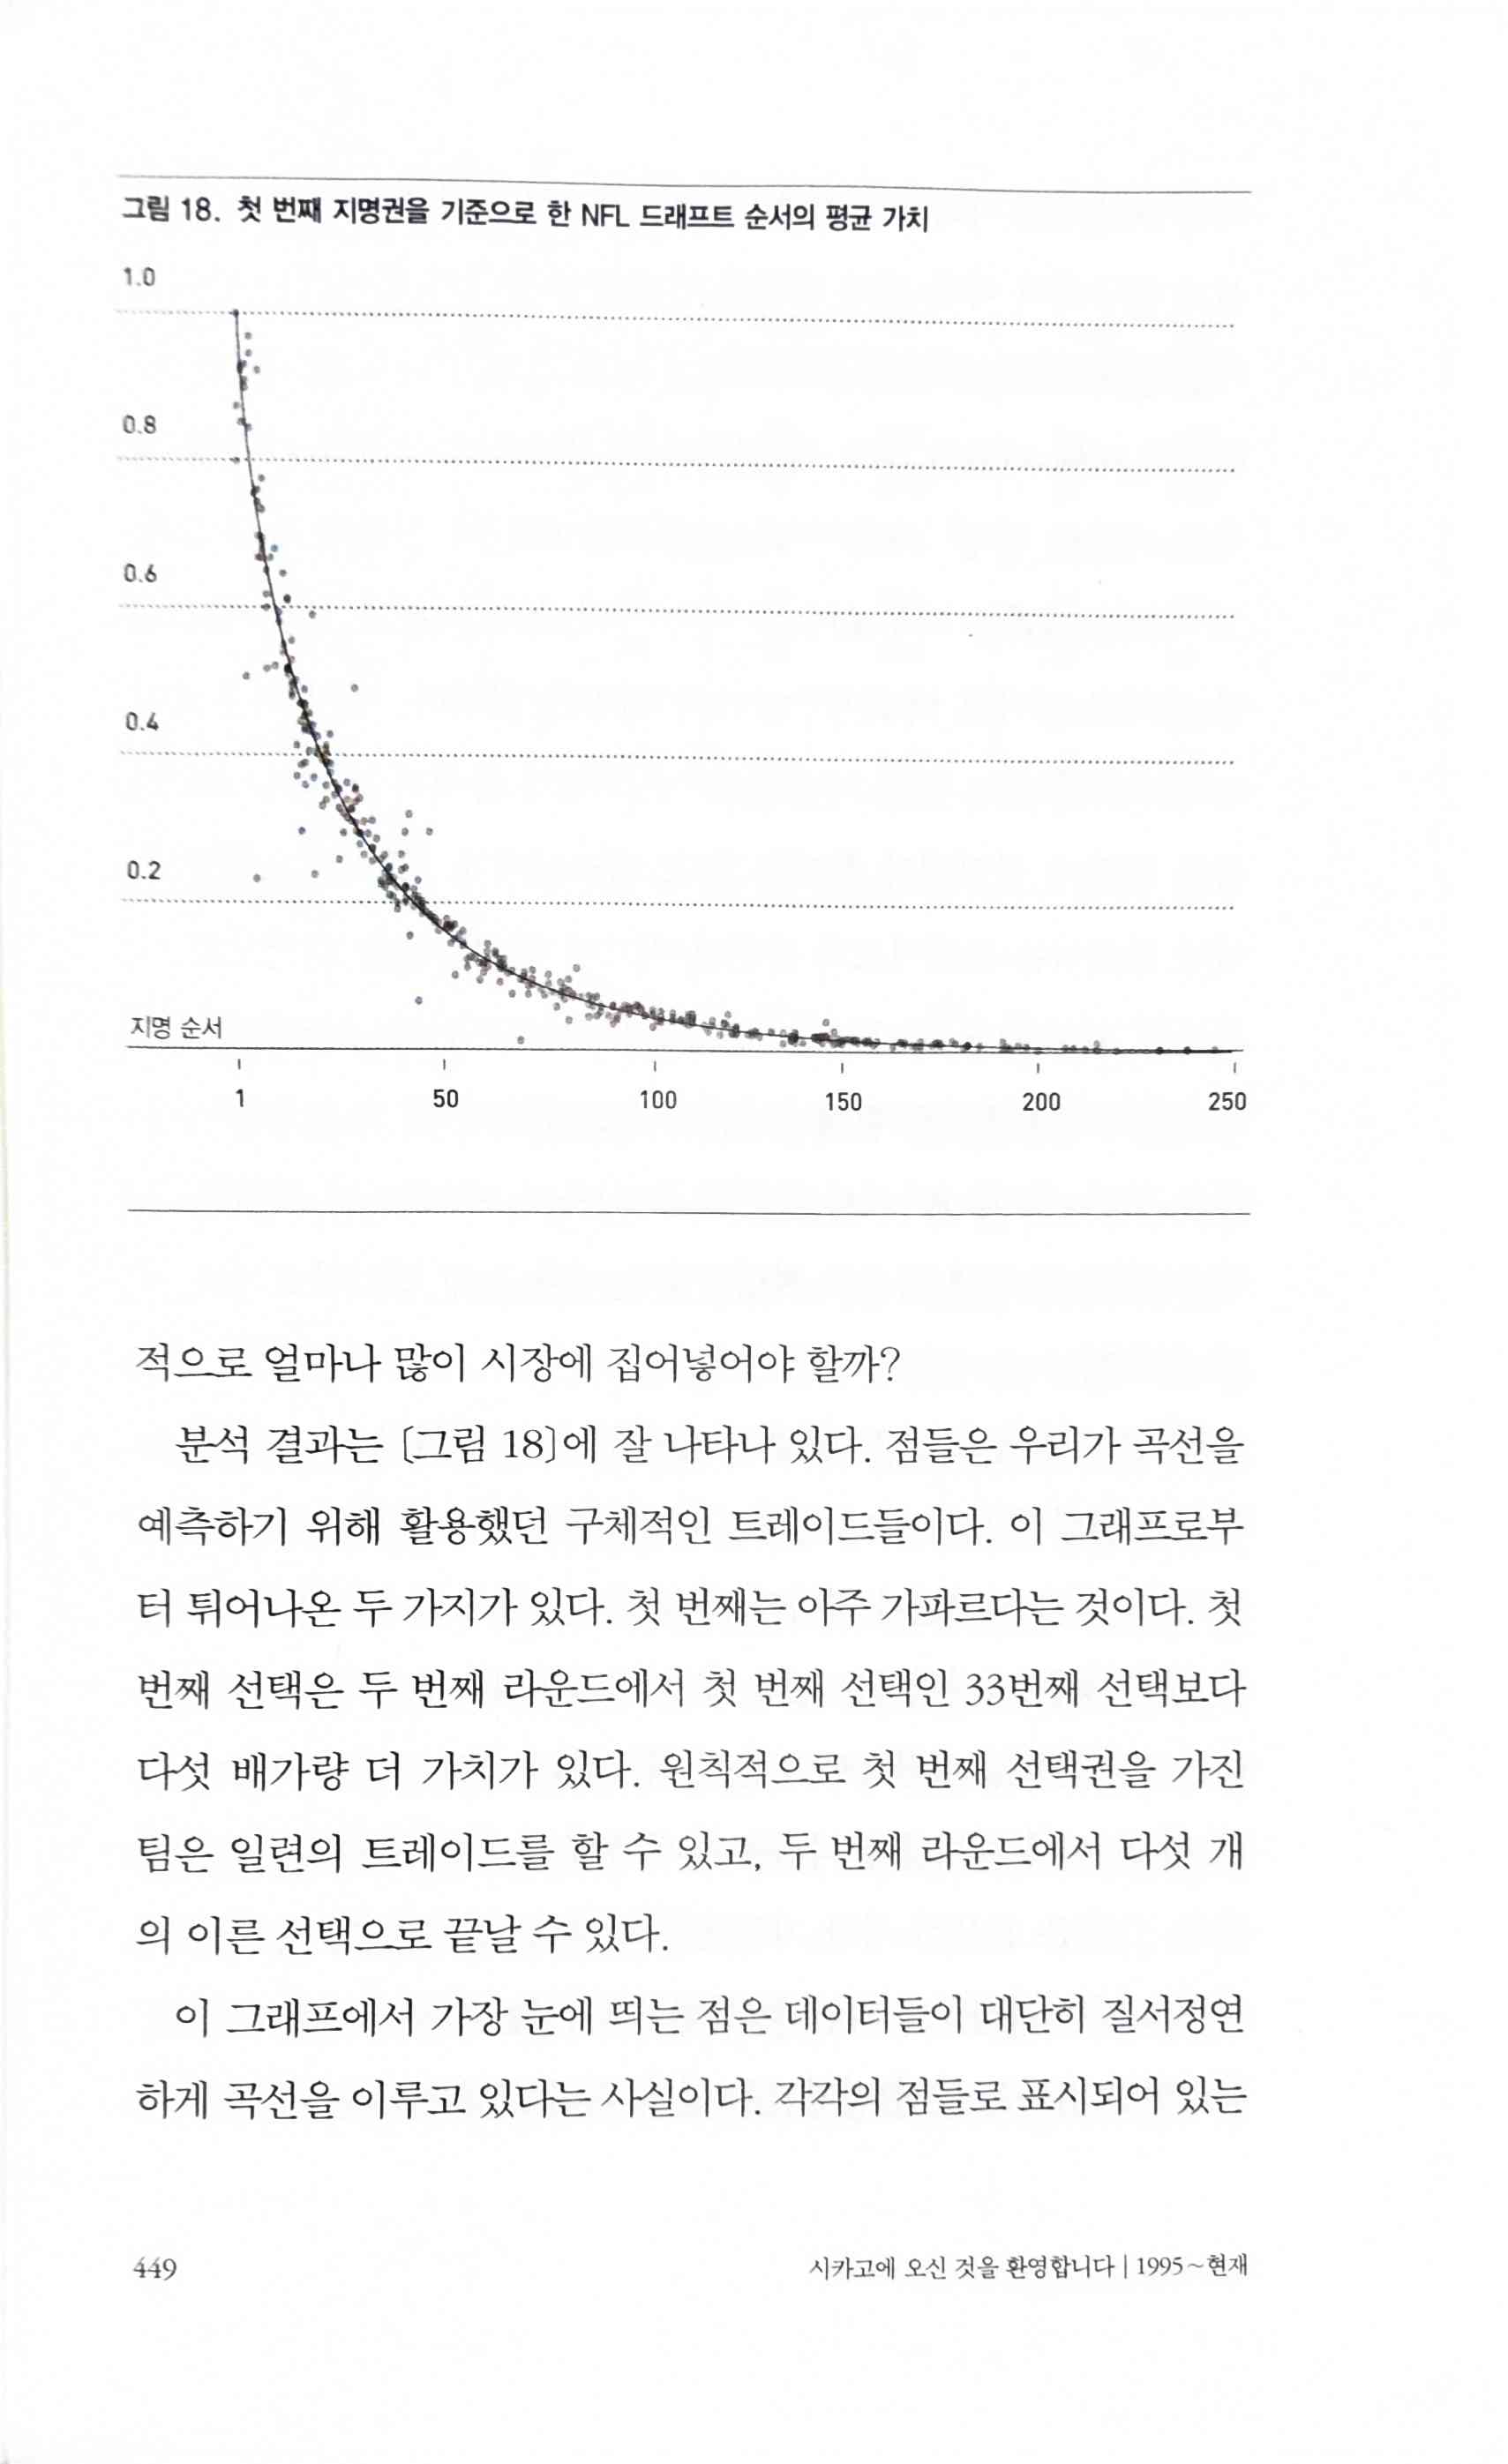 그림 18. 첫 번째 지명권을 기준으로 한 NFL 드래프트 순서의 평균 가치
1.0
0.8
0.6
0.4
0.2
지명 순서
1 50 100 150 200 250
적으로 얼마나 많이 시장에 집어넣어야 할까?
분석 결과는 [그림 18]에 잘 나타나 있다. 점들은 우리가 곡선을
예측하기 위해 활용했던 구체적인 트레이드들이다. 이 그래프로부
터 튀어나온 두 가지가 있다. 첫 번째는 아주 가파르다는 것이다. 첫
번째 선택은 두 번째 라운드에서 첫 번째 선택인 33번째 선택보다
다섯 배가량 더 가치가 있다. 원칙적으로 첫 번째 선택권을 가진
팀은 일련의 트레이드를 할 수 있고, 두 번째 라운드에서 다섯 개
의 이른 선택으로 끝날 수 있다.
이 그래프에서 가장 눈에 띄는 점은 데이터들이 대단히 질서정연
하게 곡선을 이루고 있다는 사실이다. 각각의 점들로 표시되어 있는
449 시카고에 오신 것을 환영합니다 | 1995~현재